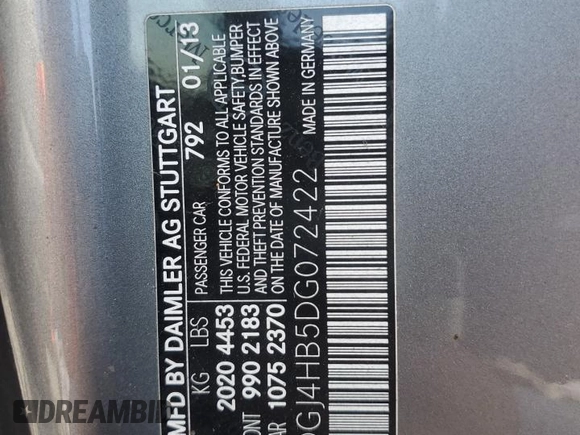 MFD BY DAIMLER AG STUTTGART
KG LBS PASSENGER CAR 792 01/13
2020 4453 THIS VEHICLE CONFORMS TO ALL APPLICABLE
U.S. FEDERAL MOTOR VEHICLE SAFETY, BUMPER
990 2183 AND THEFT PREVENTION STANDARDS IN EFFECT
ON THE DATE OF MANUFACTURE SHOWN ABOVE
1075 2370 MADE IN GERMANY
GJ4HB5DG072422
DREAMBID